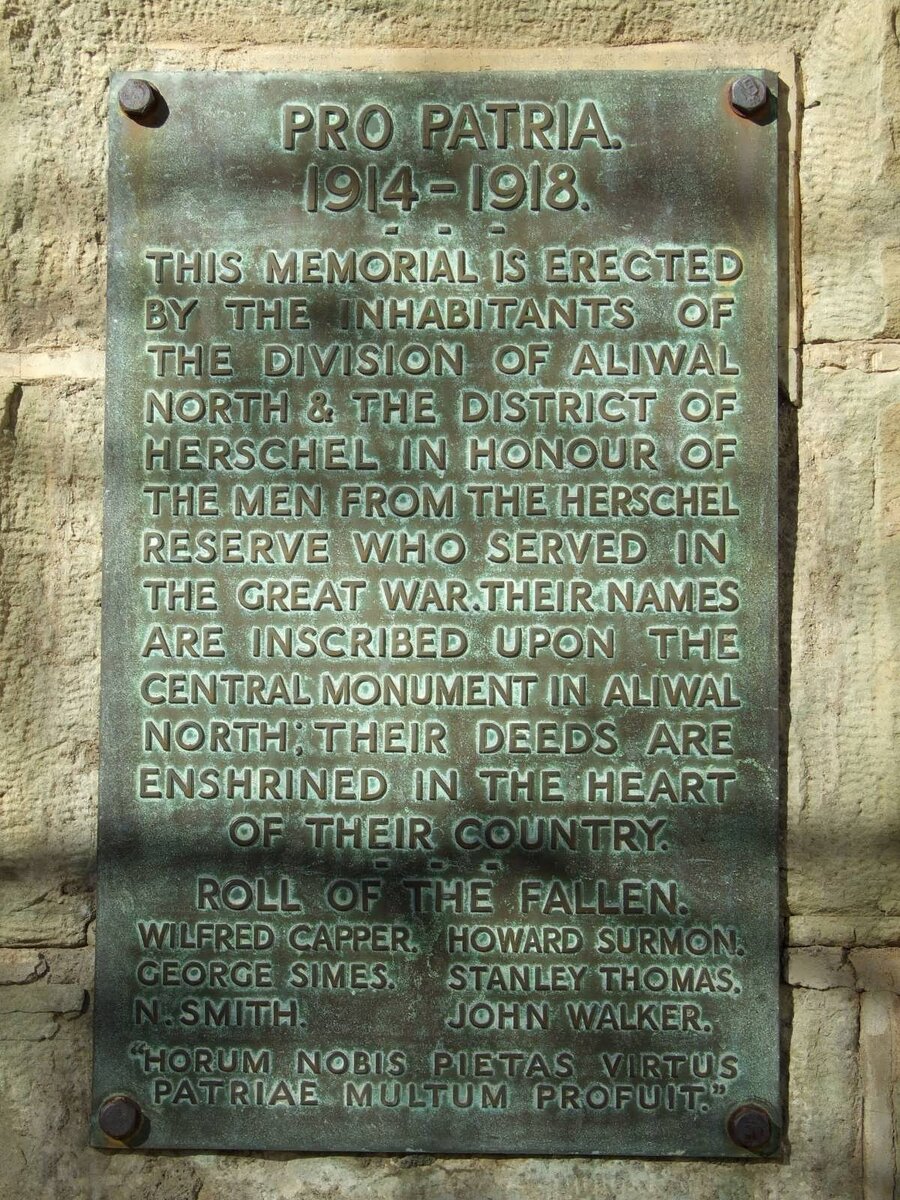 PRO PATRIA.
1914-1918.
- - -
THIS MEMORIAL IS ERECTED
BY THE INHABITANTS OF
THE DIVISION OF ALIWAL
NORTH & THE DISTRICT OF
HERSCHEL IN HONOUR OF
THE MEN FROM THE HERSCHEL
RESERVE WHO SERVED IN
THE GREAT WAR. THEIR NAMES
ARE INSCRIBED UPON THE
CENTRAL MONUMENT IN ALIWAL
NORTH; THEIR DEEDS ARE
ENSHRINED IN THE HEART
OF THEIR COUNTRY.
- - -
ROLL OF THE FALLEN.
WILFRED CAPPER. HOWARD SURMON.
GEORGE SIMES. STANLEY THOMAS.
N. SMITH. JOHN WALKER.
"HORUM NOBIS PIETAS VIRTUS
PATRIAE MULTUM PROFUIT."